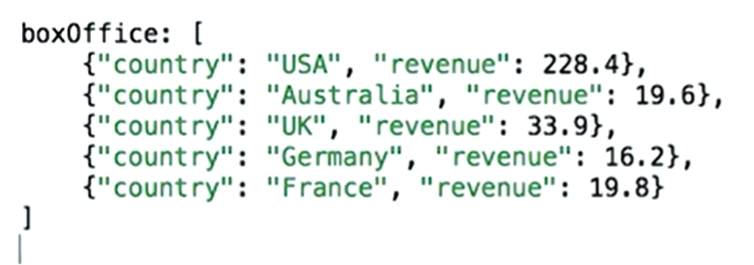 boxOffice: [
{"country": "USA", "revenue": 228.4},
{"country": "Australia", "revenue": 19.6},
{"country": "UK", "revenue": 33.9},
{"country": "Germany", "revenue": 16.2},
{"country": "France", "revenue": 19.8}
]